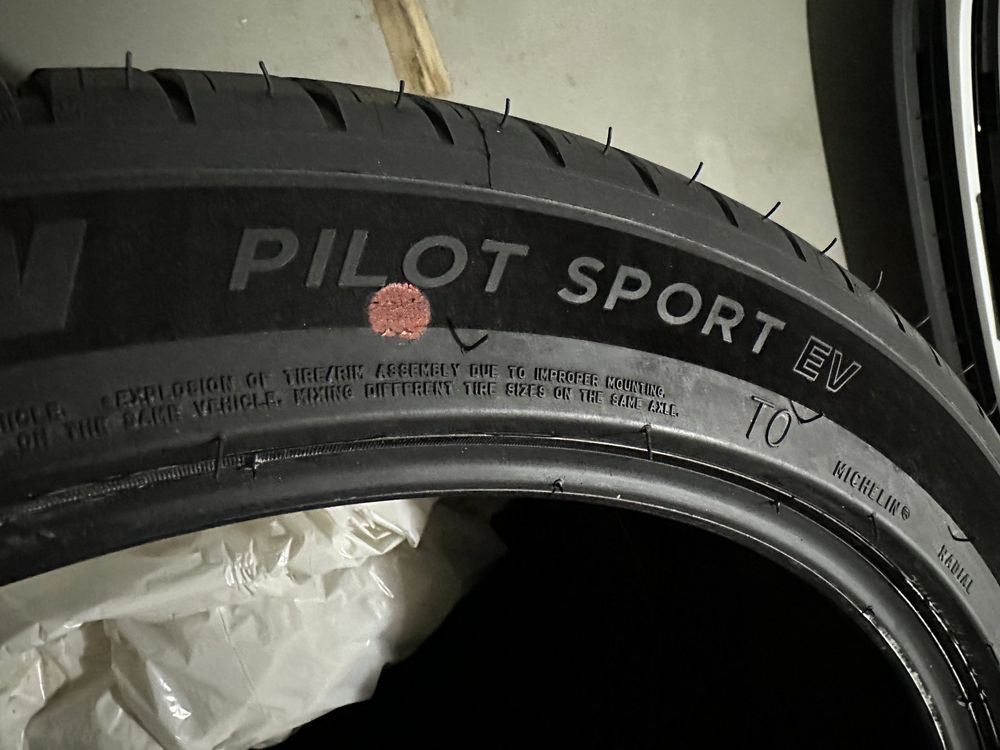 N
PILOT SPORT EV
EXPLOSION OF TIRE/RIM ASSEMBLY DUE TO IMPROPER MOUNTING.
ON THE SAME VEHICLE. MIXING DIFFERENT TIRE SIZES ON THE SAME AXLE.
TO
MICHELIN®
RADIAL